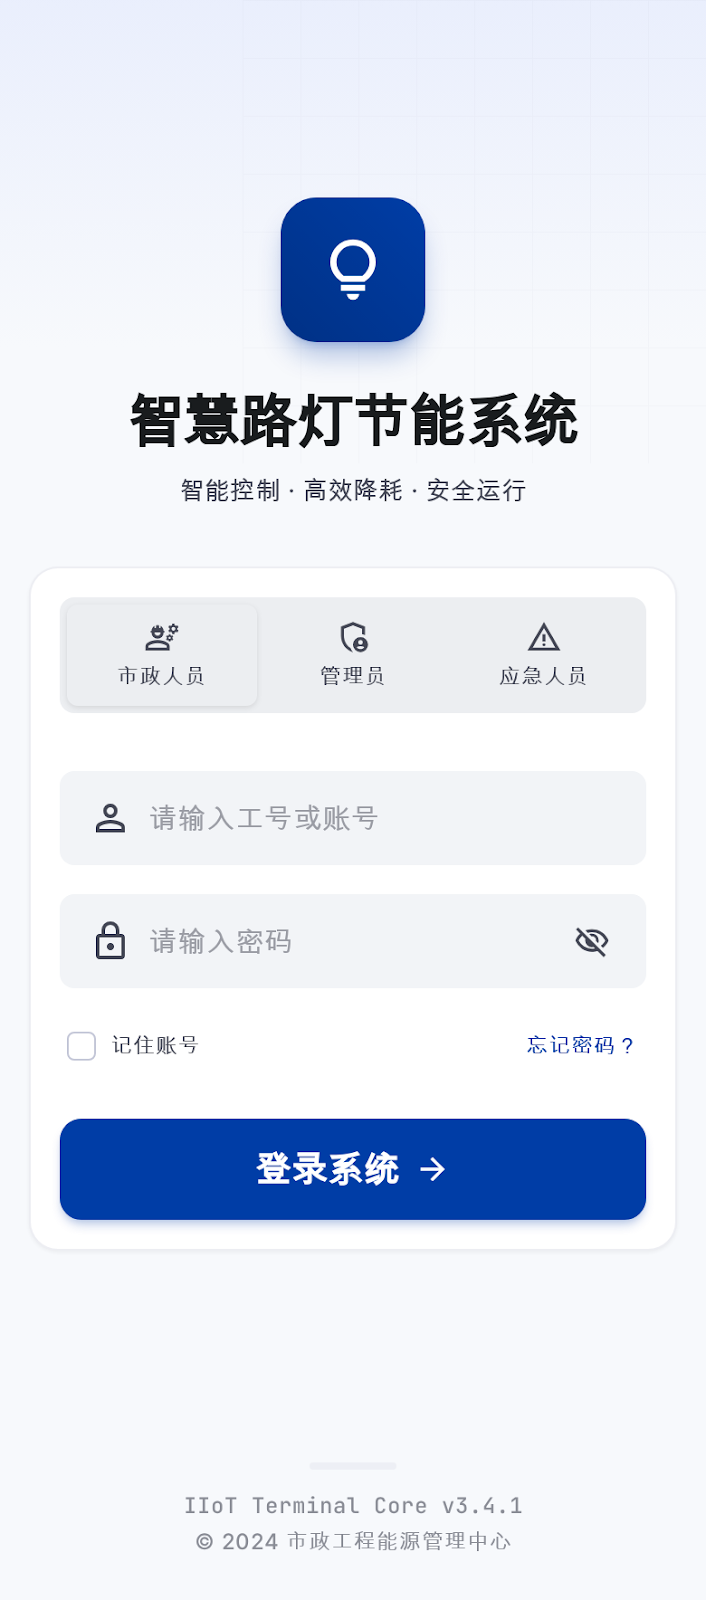 智慧路灯节能系统
智能控制 · 高效降耗 · 安全运行
市政人员 管理员 应急人员
请输入工号或账号
请输入密码
记住账号 忘记密码？
登录系统 →
IIoT Terminal Core v3.4.1
© 2024 市政工程能源管理中心